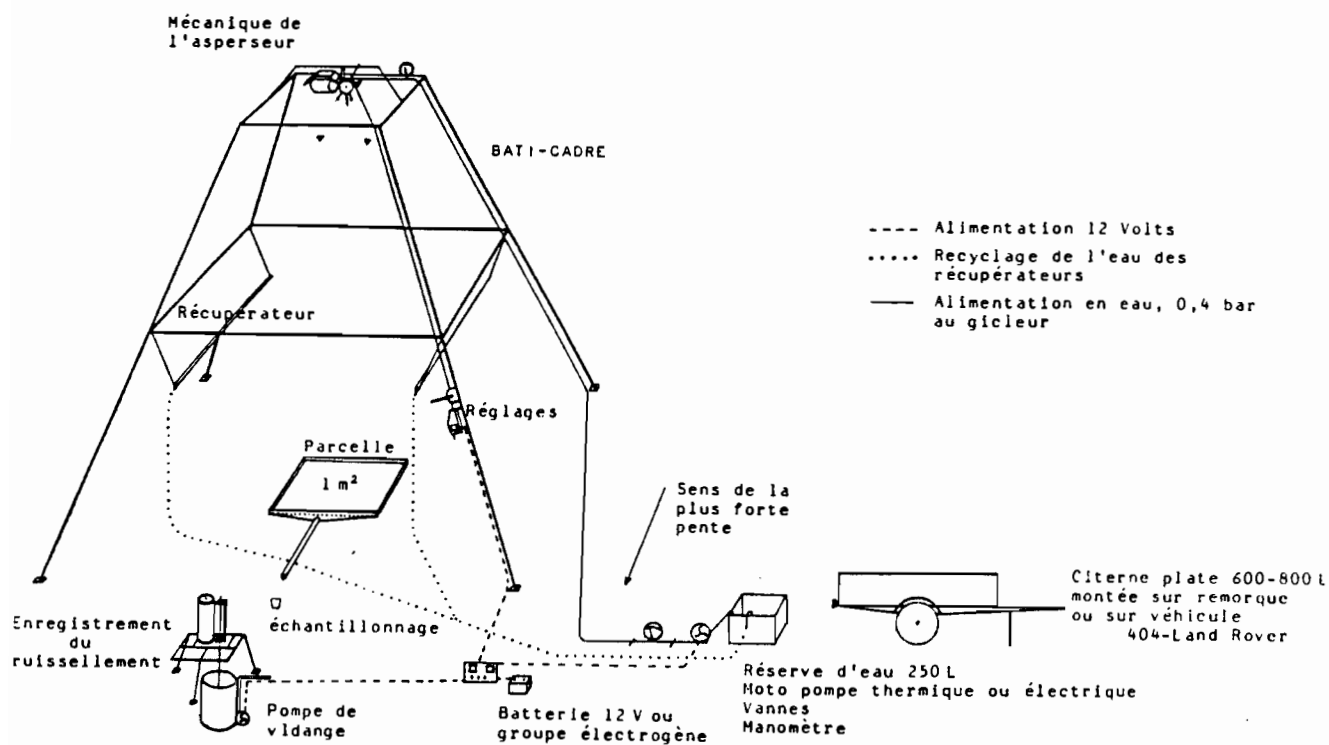 Mécanique de
l'asperseur
BATI-CADRE
---- Alimentation 12 Volts
..... Recyclage de l'eau des
récupérateurs
—— Alimentation en eau, 0,4 bar
au gicleur
Récupérateur
Réglages
Parcelle
1 m²
Sens de la
plus forte
pente
Citerne plate 600-800 L
montée sur remorque
ou sur véhicule
404-Land Rover
échantillonnage
Enregistrement
du
ruissellement
Réserve d'eau 250 L
Moto pompe thermique ou électrique
Vannes
Manomètre
Pompe de
vidange
Batterie 12 V ou
groupe électrogène